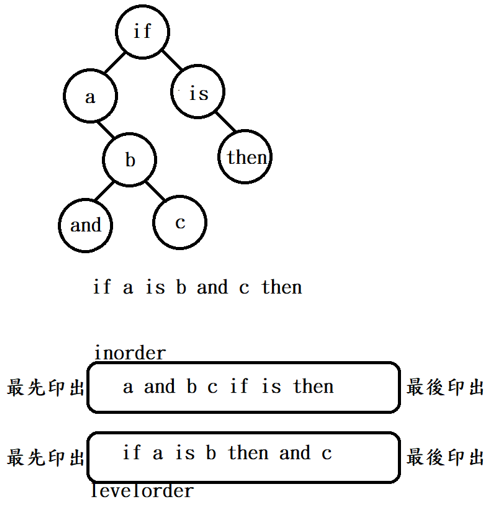 if
a is
b then
and c
if a is b and c then
inorder
最先印出 a and b c if is then 最後印出
最先印出 if a is b then and c 最後印出
levelorder